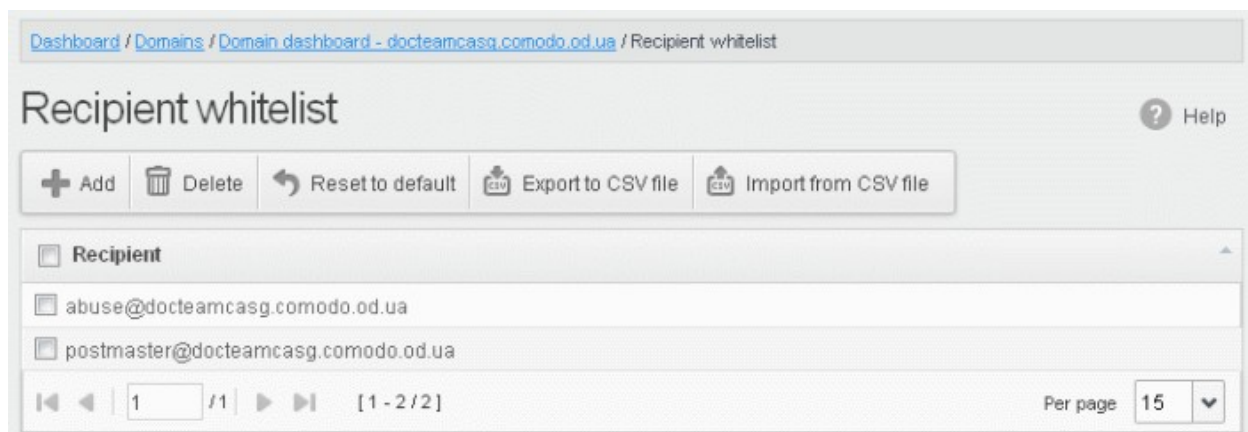 Dashboard / Domains / Domain dashboard - docteamcasg.comodo.od.ua / Recipient whitelist
Recipient whitelist
? Help
Add Delete Reset to default CSV Export to CSV file CSV Import from CSV file
Recipient
abuse@docteamcasg.comodo.od.ua
postmaster@docteamcasg.comodo.od.ua
1 / 1 [ 1 - 2 / 2 ] Per page 15